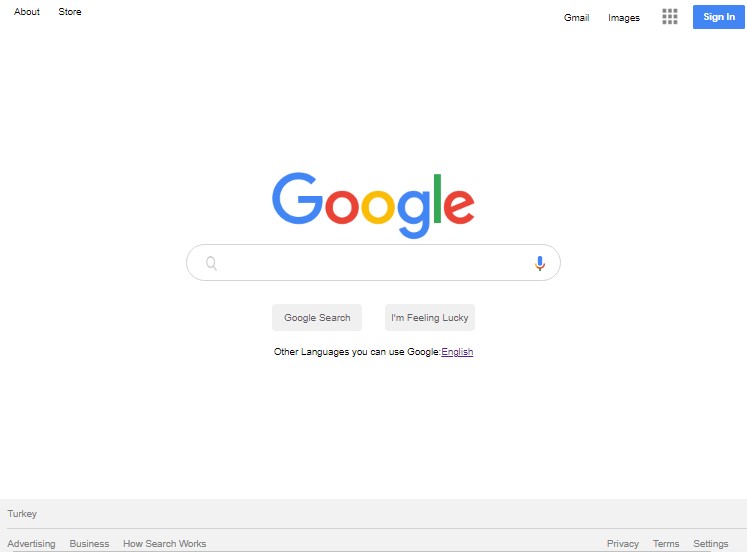 About Store
Gmail Images Sign In
Google
Google Search I'm Feeling Lucky
Other Languages you can use Google:English
Turkey
Advertising Business How Search Works Privacy Terms Settings